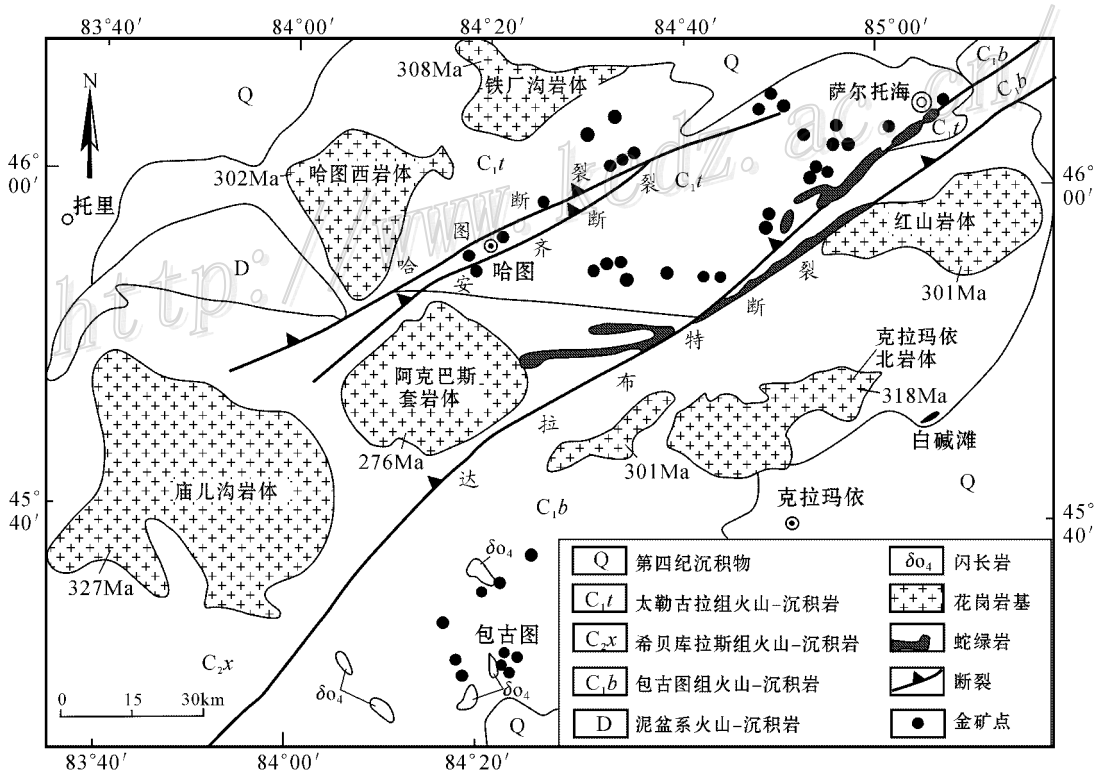 83°40′
84°00′
84°20′
84°40′
85°00′
308Ma
铁厂沟岩体
Q
Q
C₁b
C₁b
萨尔托海
C₁t
N
46°
00′
302Ma
哈图西岩体
C₁t
C₁t
46°
00′
托里
哈图断裂
安齐断裂
哈图
D
红山岩体
301Ma
达拉布特断裂
阿克巴斯
套岩体
276Ma
克拉玛依
北岩体
318Ma
白碱滩
301Ma
庙儿沟岩体
327Ma
45°
40′
C₁b
克拉玛依
Q
45°
40′
δo₄
包古图
C₂x
δo₄
δo₄
Q
0 15 30km
Q 第四纪沉积物
C₁t 太勒古拉组火山-沉积岩
C₂x 希贝库拉斯组火山-沉积岩
C₁b 包古图组火山-沉积岩
D 泥盆系火山-沉积岩
δo₄ 闪长岩
花岗岩基
蛇绿岩
断裂
金矿点
83°40′
84°00′
84°20′
http://www.ktdz.ac.cn/